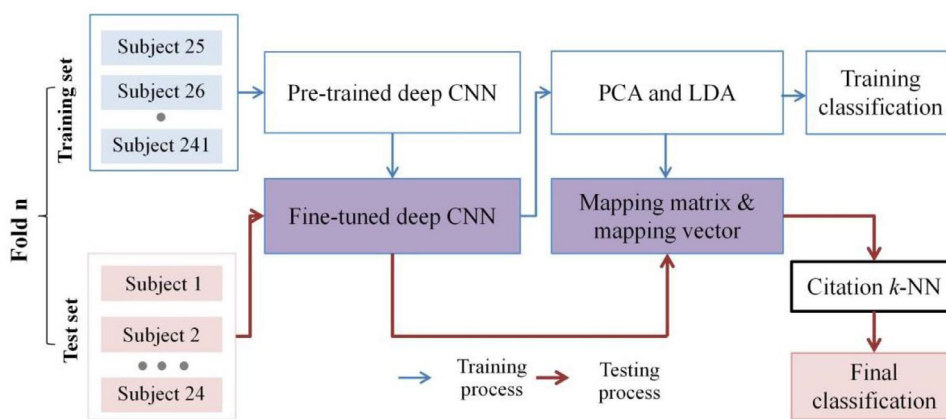 Fold n
Training set
Subject 25
Subject 26
Subject 241
Pre-trained deep CNN
PCA and LDA
Training
classification
Fine-tuned deep CNN
Mapping matrix &
mapping vector
Test set
Subject 1
Subject 2
Subject 24
Citation k-NN
Final
classification
Training
process
Testing
process